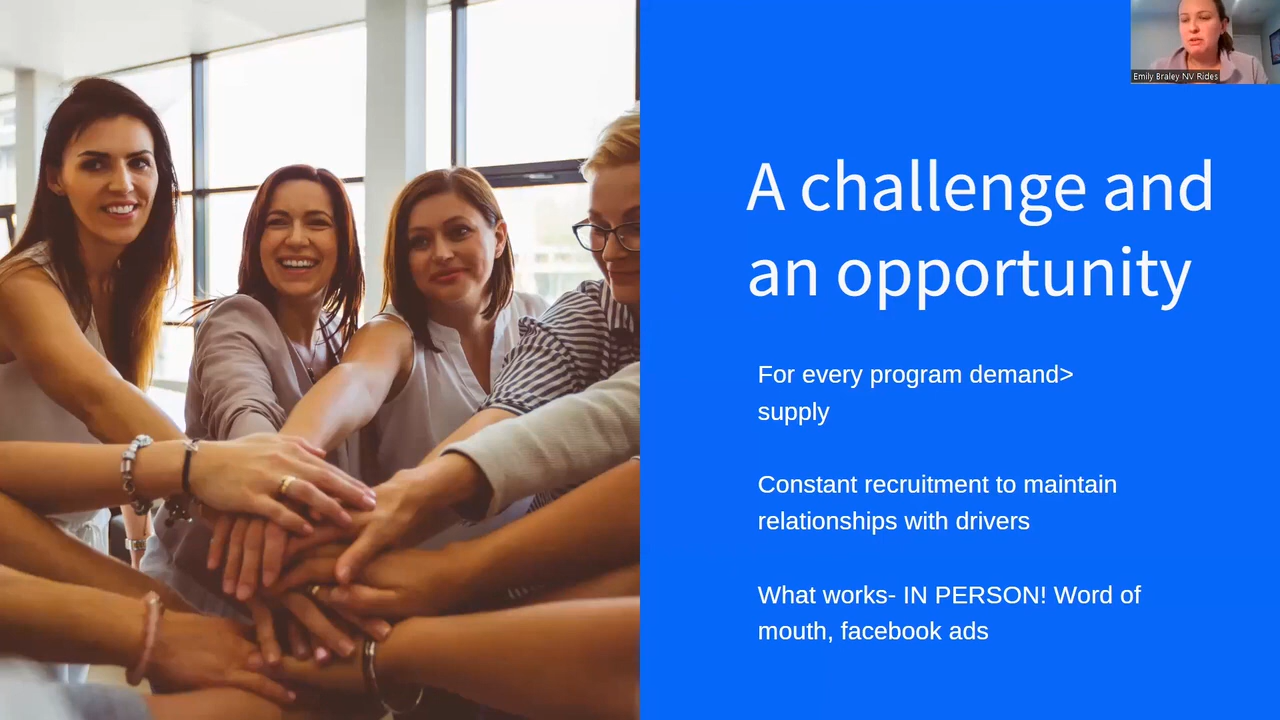 Emily Braley NV Rides
A challenge and
an opportunity
For every program demand>
supply
Constant recruitment to maintain
relationships with drivers
What works- IN PERSON! Word of
mouth, facebook ads